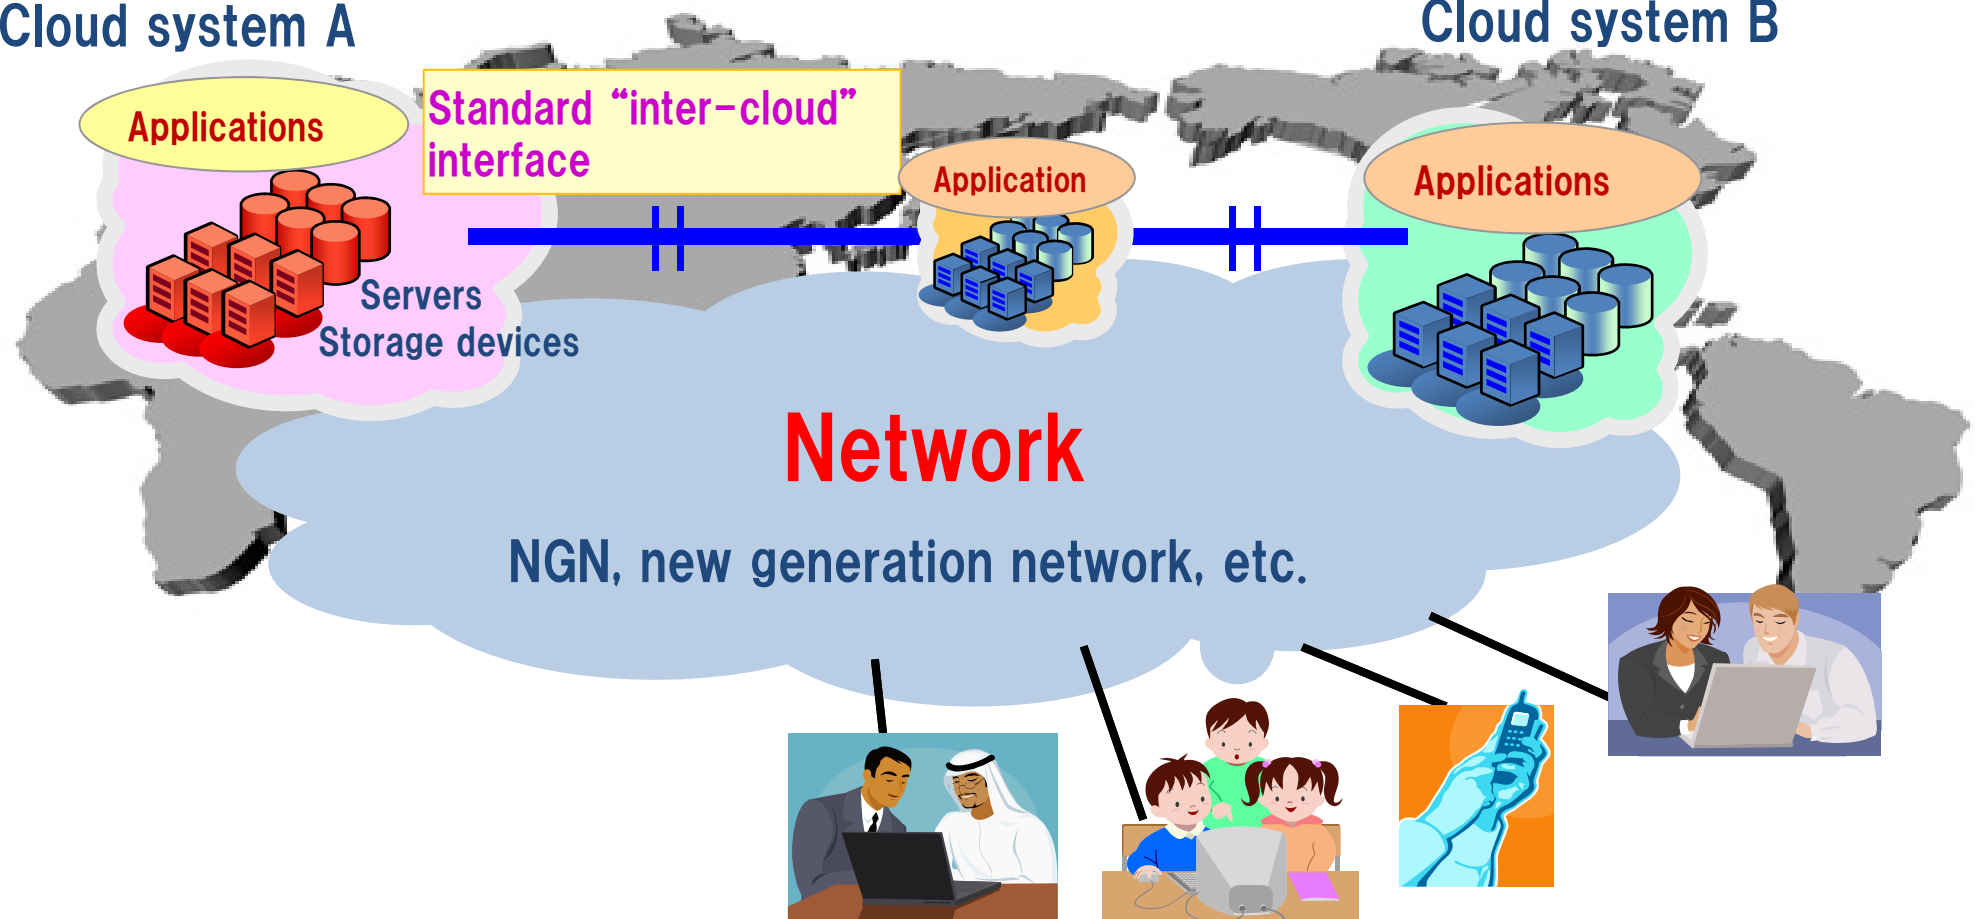 Cloud system A
Cloud system B
Standard “inter-cloud”
interface
Applications
Application
Applications
Servers
Storage devices
Network
NGN, new generation network, etc.